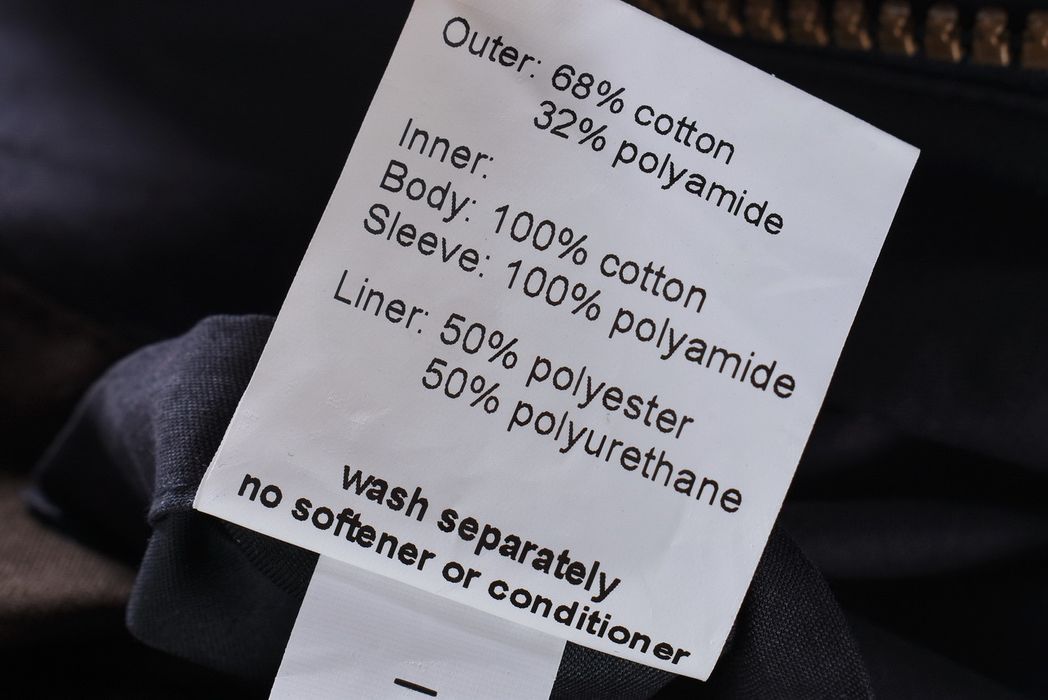 Outer: 68% cotton
32% polyamide
Inner:
Body: 100% cotton
Sleeve: 100% polyamide
Liner: 50% polyester
50% polyurethane
wash separately
no softener or conditioner